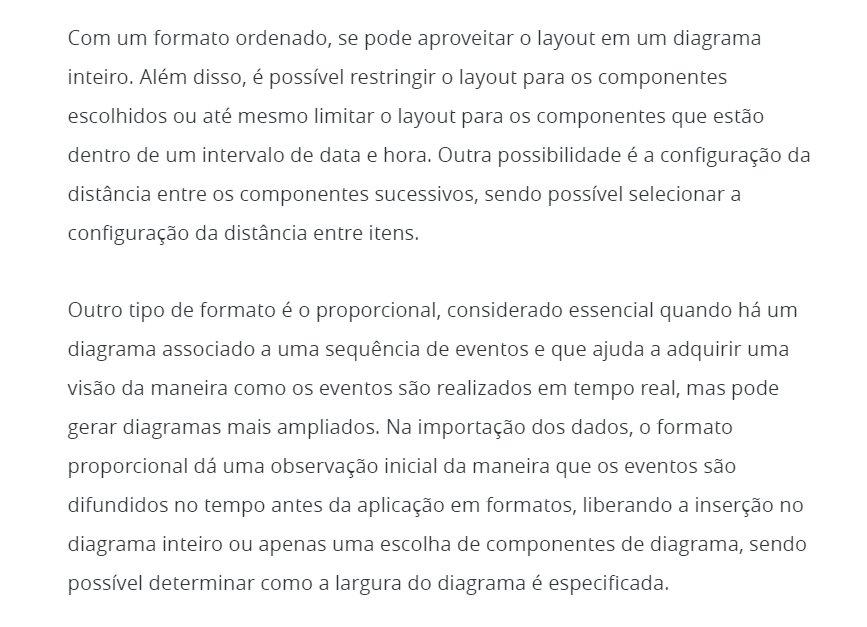 Com um formato ordenado, se pode aproveitar o layout em um diagrama
inteiro. Além disso, é possível restringir o layout para os componentes
escolhidos ou até mesmo limitar o layout para os componentes que estão
dentro de um intervalo de data e hora. Outra possibilidade é a configuração da
distância entre os componentes sucessivos, sendo possível selecionar a
configuração da distância entre itens.
Outro tipo de formato é o proporcional, considerado essencial quando há um
diagrama associado a uma sequência de eventos e que ajuda a adquirir uma
visão da maneira como os eventos são realizados em tempo real, mas pode
gerar diagramas mais ampliados. Na importação dos dados, o formato
proporcional dá uma observação inicial da maneira que os eventos são
difundidos no tempo antes da aplicação em formatos, liberando a inserção no
diagrama inteiro ou apenas uma escolha de componentes de diagrama, sendo
possível determinar como a largura do diagrama é especificada.